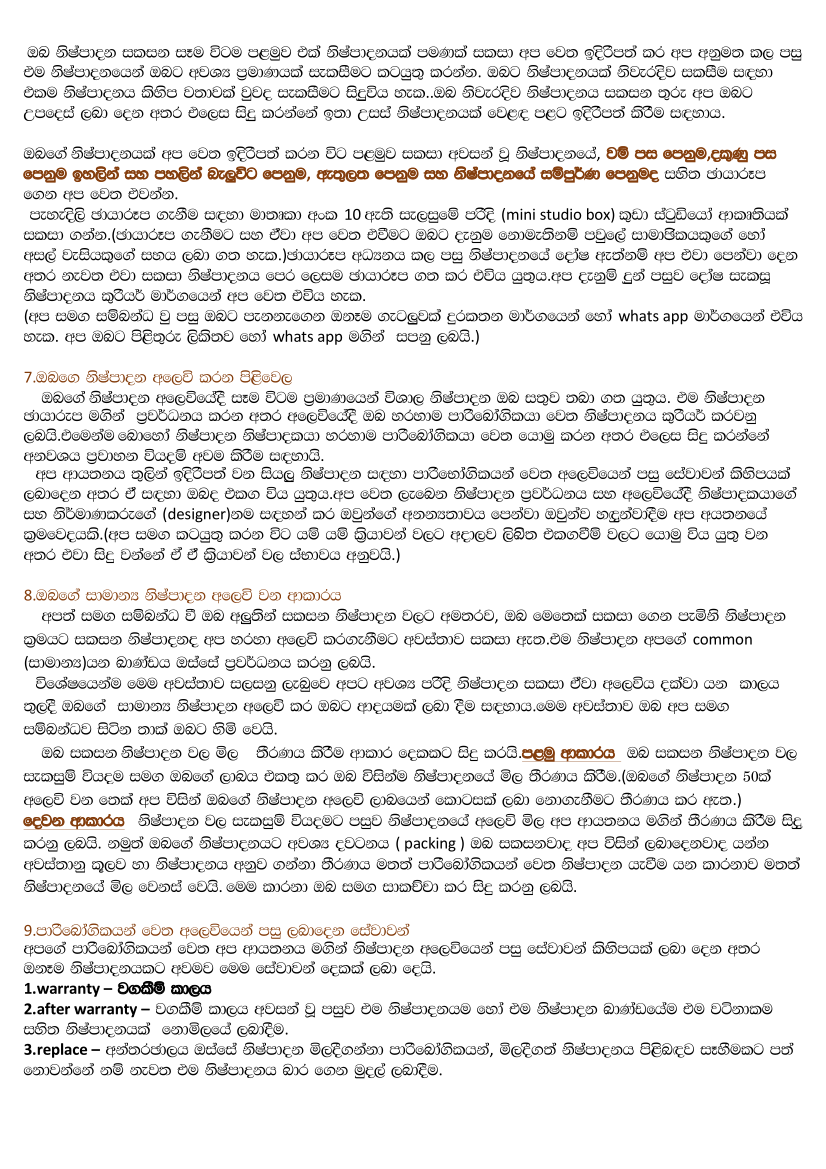 ඔබ නිෂ්පාදන සකසන සෑම විටම පළමුව එක් නිෂ්පාදනයක් පමණක් සකසා අප වෙත ඉදිරිපත් කර අප අනුමත කල පසු
එම නිෂ්පාදනයෙන් ඔබට අවශ්‍ය ප්‍රමාණයක් සැකසීමට කටයුතු කරන්න. ඔබට නිෂ්පාදනයක් නිවැරදිව සකසීම සඳහා
එකම නිෂ්පාදනය කිහිප වතාවක් වුවද සැකසීමට සිදුවිය හැක..ඔබ නිවැරදිව නිෂ්පාදනය සකසන තුරු අප ඔබට
උපදෙස් ලබා දෙන අතර එලෙස සිදු කරන්නේ ඉතා උසස් නිෂ්පාදනයක් වෙළඳ පළට ඉදිරිපත් කිරීම සඳහාය.
ඔබගේ නිෂ්පාදනයක් අප වෙත ඉදිරිපත් කරන විට පළමුව සකසා අවසන් වූ නිෂ්පාදනයේ, වම් පස පෙනුම,දකුණු පස
පෙනුම ඉහලින් සහ පහලින් බැලූවිට පෙනුම, ඇතුලත පෙනුම සහ නිෂ්පාදනයේ සම්පුර්ණ පෙනුමද සහිත ඡායාරූප
ගෙන අප වෙත එවන්න.
පැහැදිලි ඡායාරූප ගැනීම සඳහා මාතෘකා අංක 10 ඇති සැලසුමේ පරිදි (mini studio box) කුඩා ස්ටුඩියෝ ආකෘතියක්
සකසා ගන්න.(ඡායාරූප ගැනීමට සහ ඒවා අප වෙත එවීමට ඔබට දැනුම නොමැතිනම් පවුලේ සාමාජිකයකුගේ හෝ
අසල් වැසියකුගේ සහය ලබා ගත හැක.)ඡායාරූප අධ්‍යනය කල පසු නිෂ්පාදනයේ දෝෂ ඇත්නම් අප එවා පෙන්වා දෙන
අතර නැවත එවා සකසා නිෂ්පාදනය පෙර ලෙසම ඡායාරූප ගත කර එවිය යුතුය.අප දැනුම් දුන් පසුව දෝෂ සැකසූ
නිෂ්පාදනය කුරියර් මාර්ගයෙන් අප වෙත එවිය හැක.
(අප සමග සම්බන්ධ වු පසු ඔබට පැනනැගෙන ඔනෑම ගැටලුවක් දුරකතන මාර්ගයෙන් හෝ whats app මාර්ගයෙන් එවිය
හැක. අප ඔබට පිළිතුරු ලිකිතව හෝ whats app මගින් සපනු ලබයි.)
7.ඔබගෙ නිෂ්පාදන අලෙවි කරන පිළිවෙල
ඔබගේ නිෂ්පාදන අලෙවියේදී සෑම විටම ප්‍රමාණයෙන් විශාල නිෂ්පාදන ඔබ සතුව තබා ගත යුතුය. එම නිෂ්පාදන
ඡායාරුප මගින් ප්‍රවර්ධනය කරන අතර අලෙවියේදී ඔබ හරහාම පාරිබෝගිකයා වෙත නිෂ්පාදනය කුරියර් කරවනු
ලබයි.එමෙන්ම බොහෝ නිෂ්පාදන නිෂ්පාදකයා හරහාම පාරිබෝගිකයා වෙත යොමු කරන අතර එලෙස සිදු කරන්නේ
අනවශය ප්‍රවාහන වියදම් අවම කිරීම සඳහායි.
අප ආයතනය තුලින් ඉදිරිපත් වන සියලු නිෂ්පාදන සඳහා පාරිභෝගිකයන් වෙත අලෙවියෙන් පසු සේවාවන් කිහිපයක්
ලබාදෙන අතර ඒ සඳහා ඔබද එකග විය යුතුය.අප වෙත ලැබෙන නිෂ්පාදන ප්‍රවර්ධනය සහ අලෙවියේදී නිෂ්පාදකයාගේ
සහ නිර්මාණකරුගේ (designer)නම සඳහන් කර ඔවුන්ගේ අනන්‍යතාවය පෙන්වා ඔවුන්ව හඳුන්වාදීම අප අයතනයේ
ක්‍රමවේදයකි.(අප සමග කටයුතු කරන විට යම් යම් ක්‍රියාවන් වලට අදාලව ලිඛිත එකගවීම් වලට යොමු විය යුතු වන
අතර එවා සිදු වන්නේ ඒ ඒ ක්‍රියාවන් වල ස්භාවය අනුවයි.)
8.ඔබගේ සාමාන්‍ය නිෂ්පාදන අලෙවි වන ආකාරය
අපත් සමග සම්බන්ධ වී ඔබ අලුතින් සකසන නිෂ්පාදන වලට අමතරව, ඔබ මෙතෙක් සකසා ගෙන පැමිනි නිෂ්පාදන
ක්‍රමයට සකසන නිෂ්පාදනද අප හරහා අලෙවි කරගැනීමට අවස්තාව සකසා ඇත.එම නිෂ්පාදන අපගේ common
(සාමාන්‍ය)යන බාණ්ඩය ඔස්සේ ප්‍රවර්ධනය කරනු ලබයි.
විශේෂයෙන්ම මෙම අවස්තාව සලසනු ලැබුවෙ අපට අවශ්‍ය පරිදි නිෂ්පාදන සකසා ඒවා අලෙවිය දක්වා යන කාලය
තුලදී ඔබගේ සාමාන්‍ය නිෂ්පාදන අලෙවි කර ඔබට ආදයමක් ලබා දීම සඳහාය.මෙම අවස්තාව ඔබ අප සමග
සම්බන්ධව සිටින තාක් ඔබට හිමි වෙයි.
ඔබ සකසන නිෂ්පාදන වල මිල තීරණය කිරීම ආකාර දෙකකට සිදු කරයි.පළමු ආකාරය ඔබ සකසන නිෂ්පාදන වල
සැකසුම් වියදම සමග ඔබගේ ලාබය එකතු කර ඔබ විසින්ම නිෂ්පාදනයේ මිල තීරණය කිරීම.(ඔබගේ නිෂ්පාදන 50ක්
අලෙවි වන තෙක් අප විසින් ඔබගේ නිෂ්පාදන අලෙවි ලාබයෙන් කොටසක් ලබා නොගැනීමට තීරණය කර ඇත.)
දෙවන ආකාරය නිෂ්පාදන වල සැකසුම් වියදමට පසුව නිෂ්පාදනයේ අලෙවි මිල අප ආයතනය මගින් තීරණය කිරීම සිදු
කරනු ලබයි. නමුත් ඔබගේ නිෂ්පාදනයට අවශ්‍ය දවටනය ( packing ) ඔබ සකසනවාද අප විසින් ලබාදෙනවාද යන්න
අවස්තානු කූලව හා නිෂ්පාදනය අනුව ගන්නා තීරණය මතත් පාරිබෝගිකයන් වෙත නිෂ්පාදන යැවීම යන කාරනාව මතත්
නිෂ්පාදනයේ මිල වෙනස් වෙයි. මෙම කාරනා ඔබ සමග සාකච්චා කර සිදු කරනු ලබයි.
9.පාරිබෝගිකයන් වෙත අලෙවියෙන් පසු ලබාදෙන සේවාවන්
අපගේ පාරිබෝගිකයන් වෙත අප ආයතනය මගින් නිෂ්පාදන අලෙවියෙන් පසු සේවාවන් කිහිපයක් ලබා දෙන අතර
ඔනෑම නිෂ්පාදනයකට අවමව මෙම සේවාවන් දෙකක් ලබා දෙයි.
1.warranty – වගකීම් කාලය
2.after warranty – වගකීම් කාලය අවසන් වූ පසුව එම නිෂ්පාදනයම හෝ එම නිෂ්පාදන ඛාණ්ඩයේම එම වටිනාකම
සහිත නිෂ්පාදනයක් නොමිලයේ ලබාදීම.
3.replace – අන්තරජාලය ඔස්සේ නිෂ්පාදන මිලදීගන්නා පාරිබෝගිකයන්, මිලදීගත් නිෂ්පාදනය පිළිබඳව සෑහීමකට පත්
නොවන්නේ නම් නැවත එම නිෂ්පාදනය බාර ගෙන මුදල් ලබාදීම.